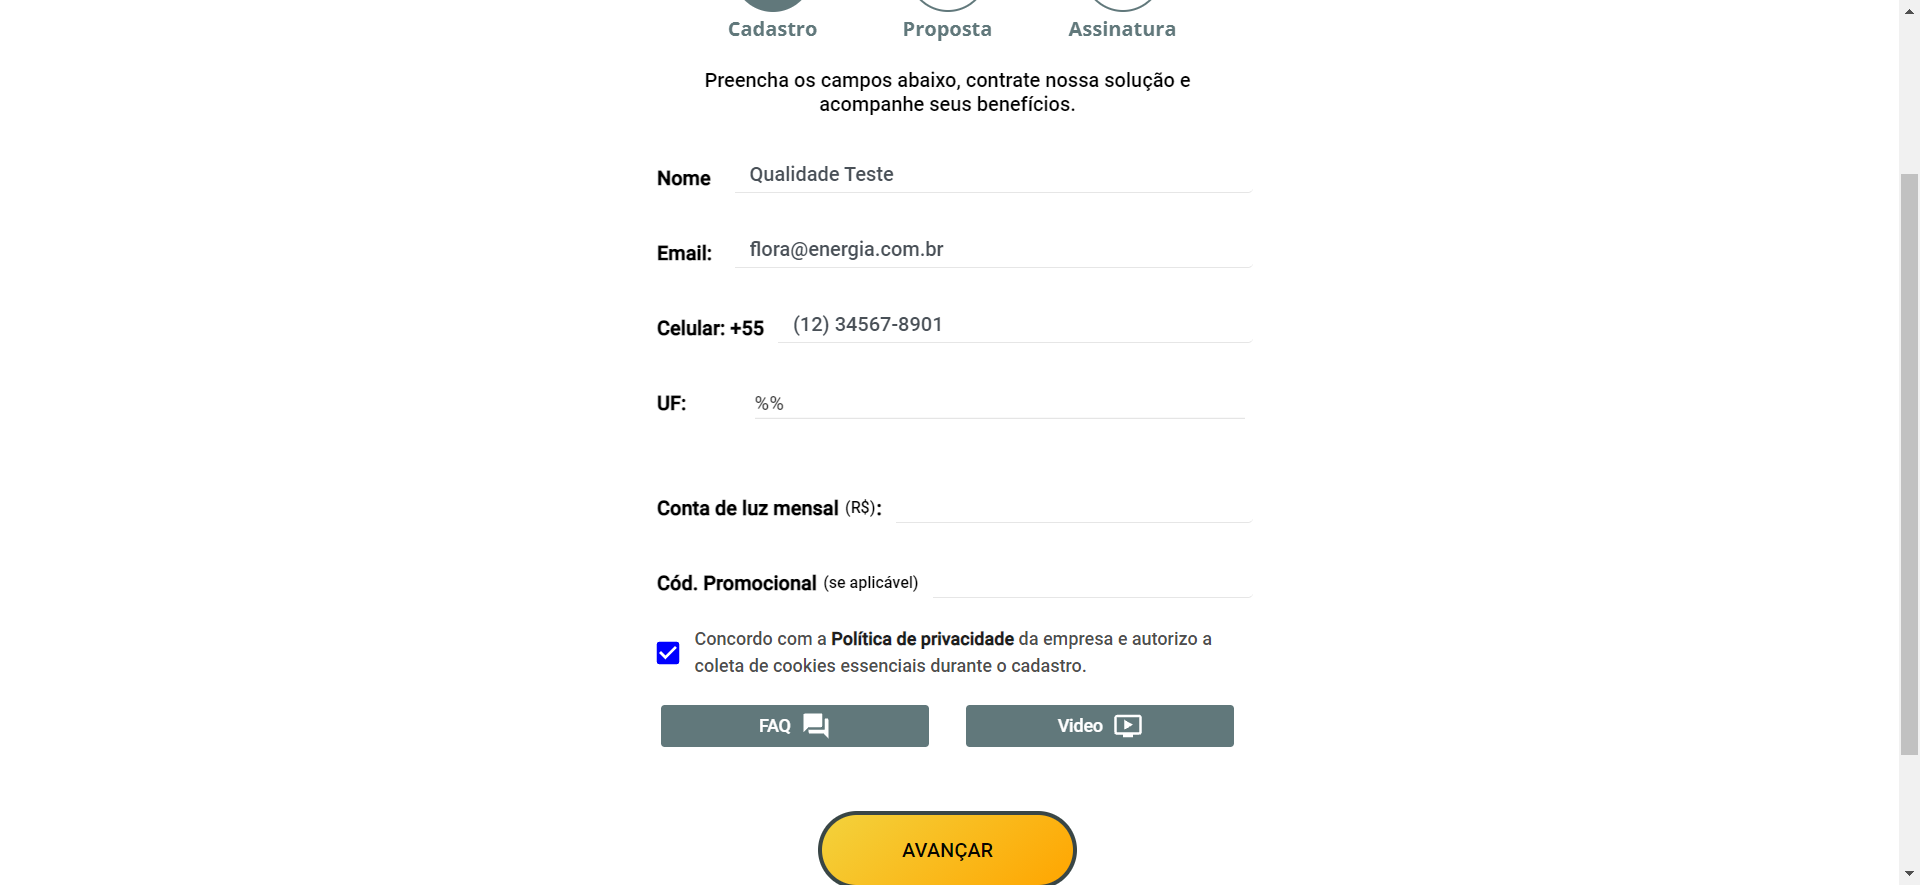 Cadastro Proposta Assinatura
Preencha os campos abaixo, contrate nossa solução e
acompanhe seus benefícios.
Nome Qualidade Teste
Email: flora@energia.com.br
Celular: +55 (12) 34567-8901
UF: %%
Conta de luz mensal (R$):
Cód. Promocional (se aplicável)
Concordo com a Política de privacidade da empresa e autorizo a
coleta de cookies essenciais durante o cadastro.
FAQ Video
AVANÇAR